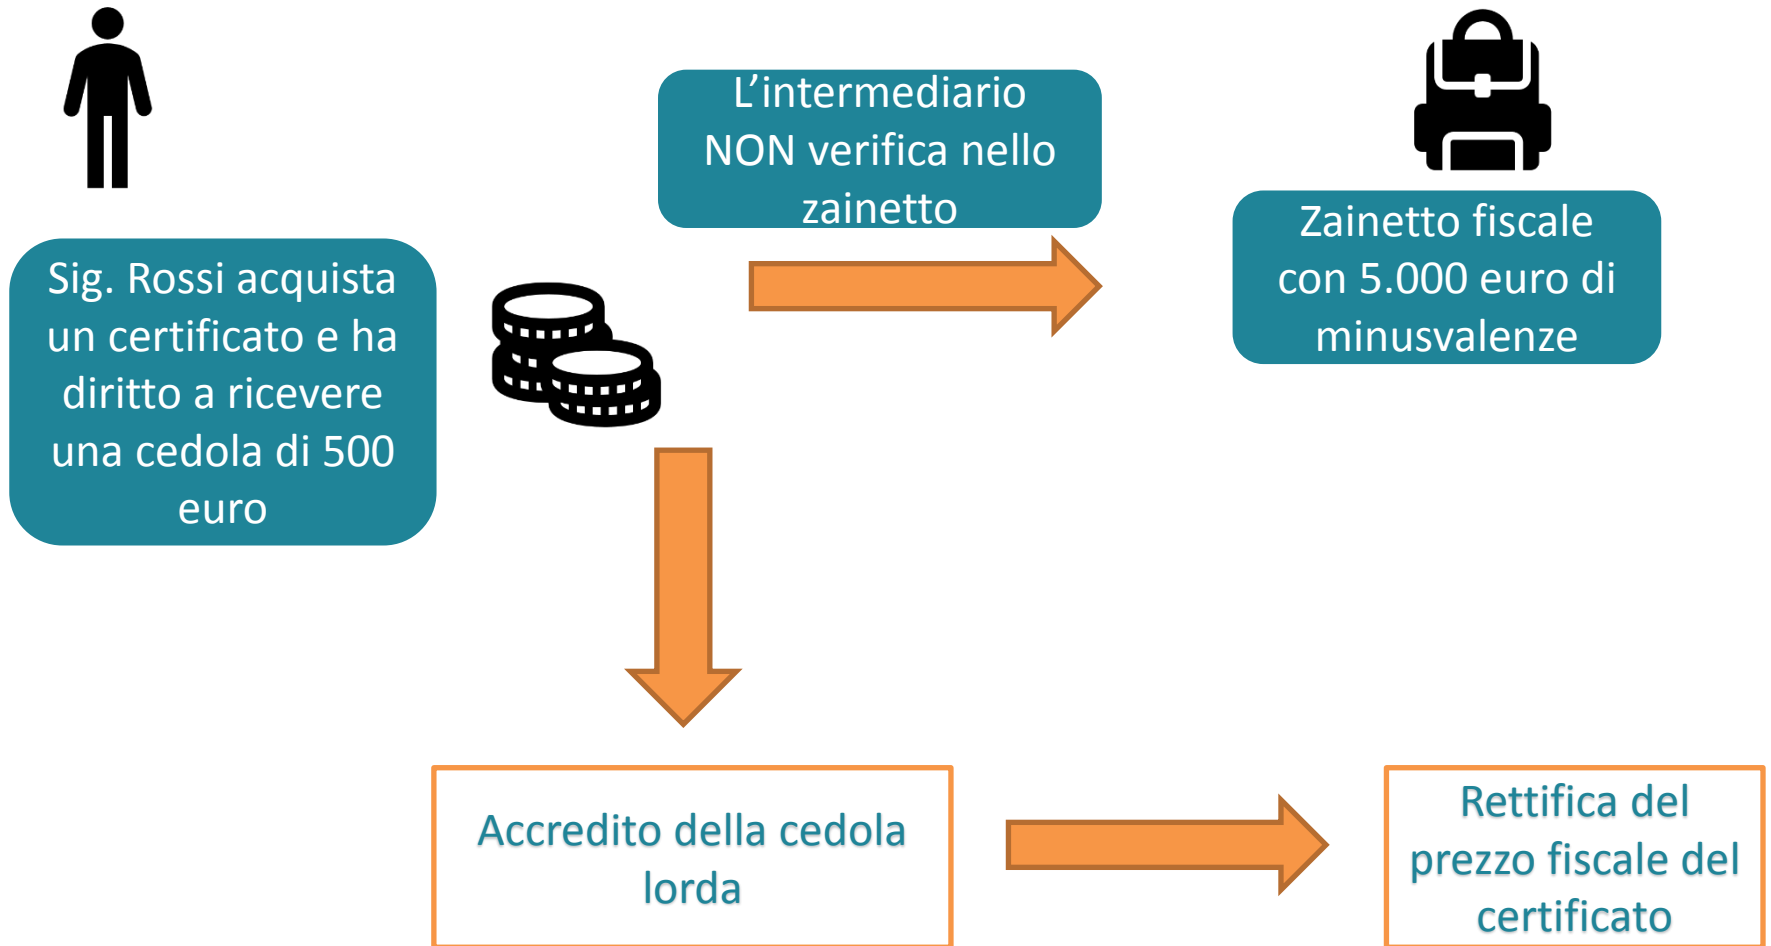 L'intermediario
NON verifica nello
zainetto
Zainetto fiscale
con 5.000 euro di
minusvalenze
Sig. Rossi acquista
un certificato e ha
diritto a ricevere
una cedola di 500
euro
Accredito della cedola
lorda
Rettifica del
prezzo fiscale del
certificato